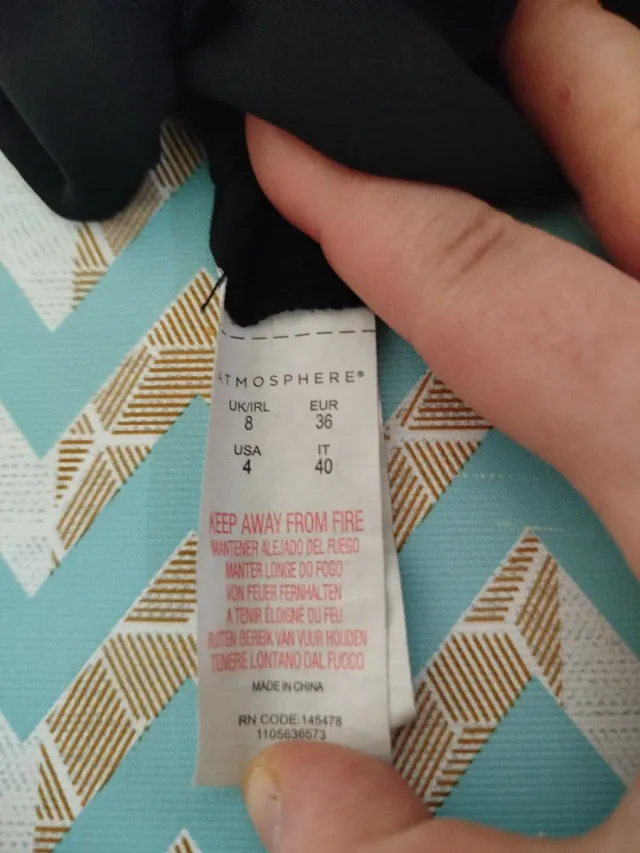 ATMOSPHERE®
UK/IRL EUR
8 36
USA IT
4 40
KEEP AWAY FROM FIRE
MANTENER ALEJADO DEL FUEGO
MANTER LONGE DO FOGO
VON FEUER FERNHALTEN
A TENIR ÉLOIGNÉ DU FEU
BUITEN BEREIK VAN VUUR HOUDEN
TENERE LONTANO DAL FUOCO
MADE IN CHINA
RN CODE:145478
1105636573